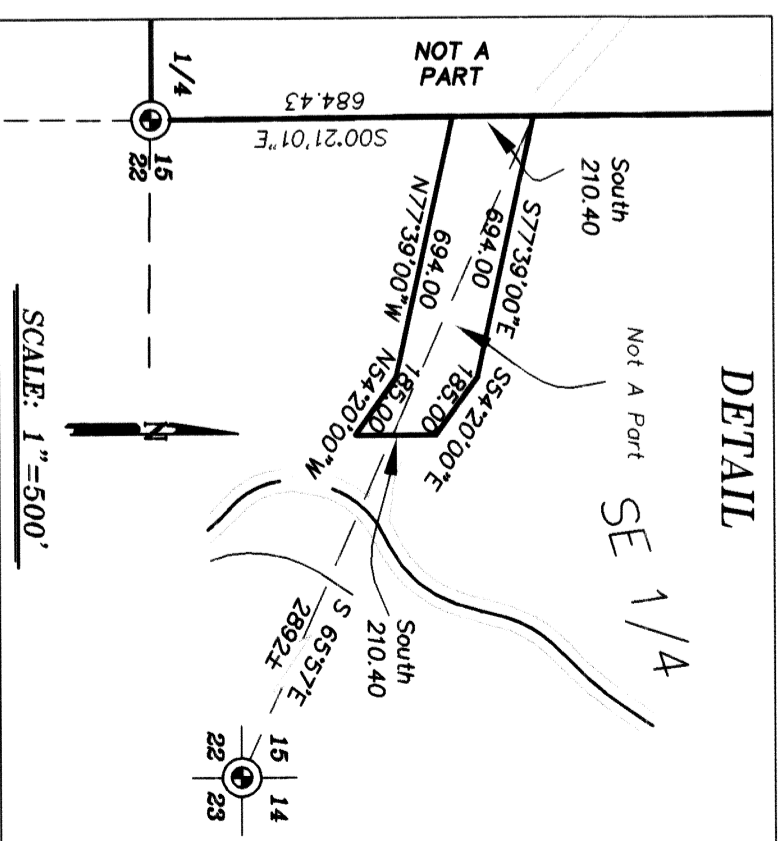 DETAIL
NOT A
PART
1/4
15
22
684.43
S00°21'01"E
South
210.40
S77°39'00"E
694.00
694.00
N77°39'00"W
Not A Part
SE 1/4
S54°20'00"E
185.00
185.00
N54°20'00"W
South
210.40
S 65°57'E
2892±
15
14
22
23
N
SCALE: 1"=500'